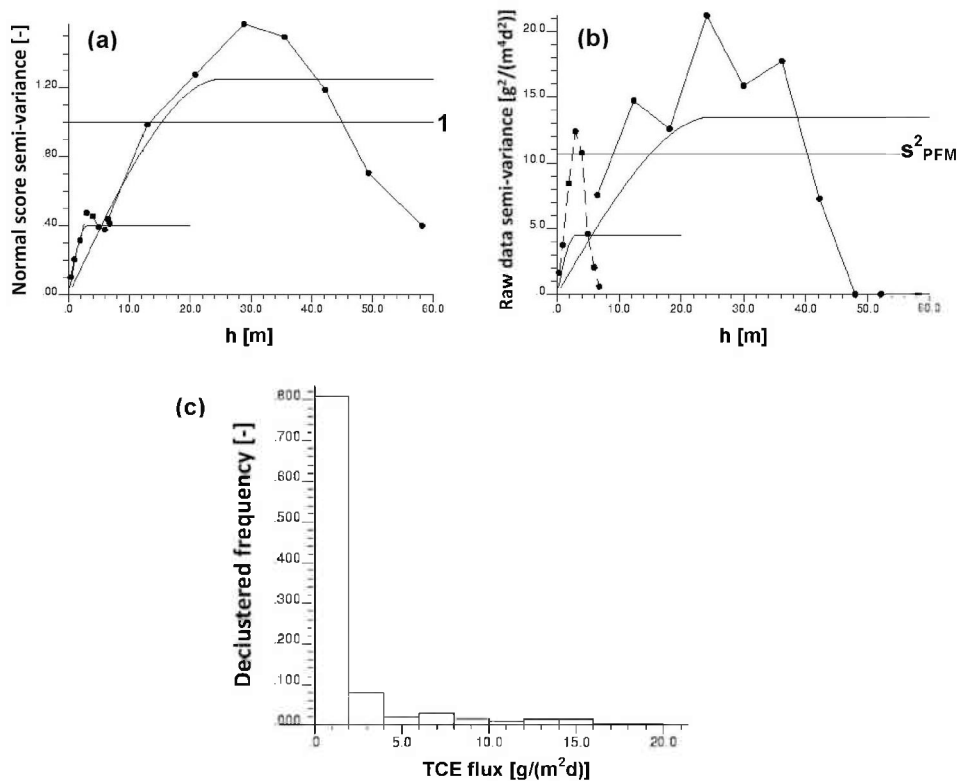 (a)
Normal score semi-variance [-]
1.20
.80
.40
.00
1
.0 10.0 20.0 30.0 40.0 50.0 60.0
h [m]
(b)
Raw data semi-variance [g²/(m⁴d²)]
20.0
15.0
10.0
5.0
.0
s²PFM
0.0 10.0 20.0 30.0 40.0 50.0 60.0
h [m]
(c)
Declustered frequency [-]
.800
.700
.600
.500
.400
.300
.200
.100
.000
.0 5.0 10.0 15.0 20.0
TCE flux [g/(m²d)]